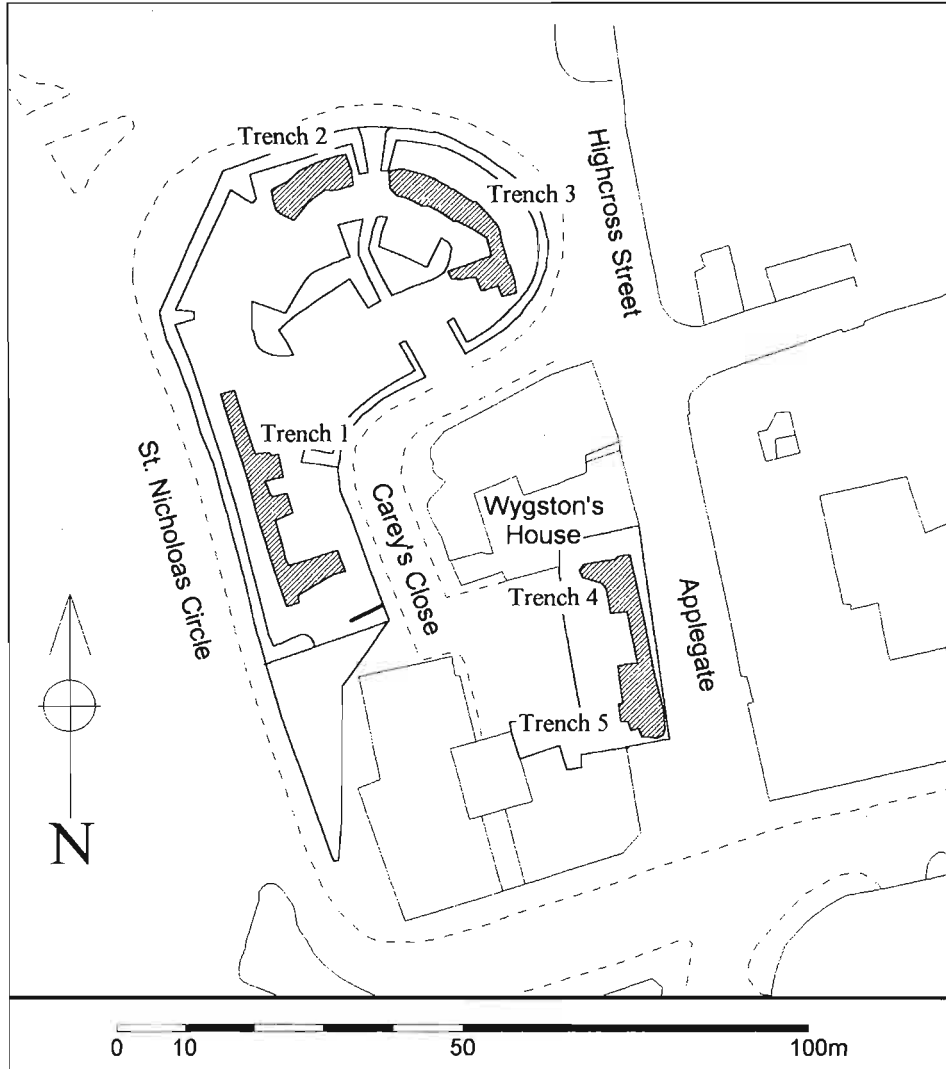 Trench 2
Trench 3
Highcross Street
Trench 1
St. Nicholoas Circle
Carey's Close
Wygston's
House
Trench 4
Applegate
Trench 5
N
0 10 50 100m